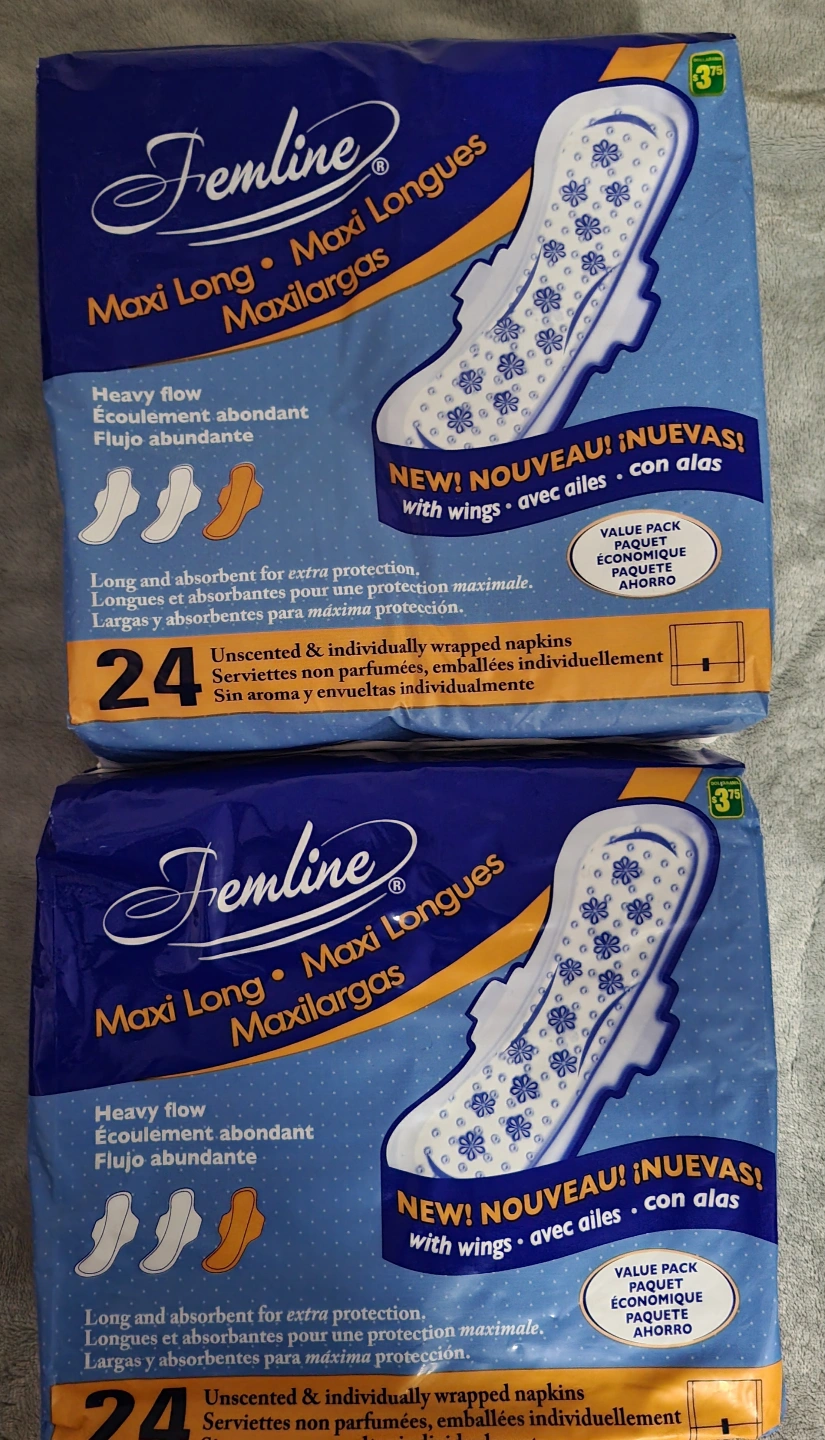 $3.75
Femline®
Maxi Long • Maxi Longues
Maxilargas
Heavy flow
Écoulement abondant
Flujo abundante
NEW! NOUVEAU! ¡NUEVAS!
with wings • avec ailes • con alas
VALUE PACK
PAQUET
ÉCONOMIQUE
PAQUETE
AHORRO
Long and absorbent for extra protection.
Longues et absorbantes pour une protection maximale.
Largas y absorbentes para máxima protección.
24
Unscented & individually wrapped napkins
Serviettes non parfumées, emballées individuellement
Sin aroma y envueltas individualmente
$3.75
Femline®
Maxi Long • Maxi Longues
Maxilargas
Heavy flow
Écoulement abondant
Flujo abundante
NEW! NOUVEAU! ¡NUEVAS!
with wings • avec ailes • con alas
VALUE PACK
PAQUET
ÉCONOMIQUE
PAQUETE
AHORRO
Long and absorbent for extra protection.
Longues et absorbantes pour une protection maximale.
Largas y absorbentes para máxima protección.
24
Unscented & individually wrapped napkins
Serviettes non parfumées, emballées individuellement